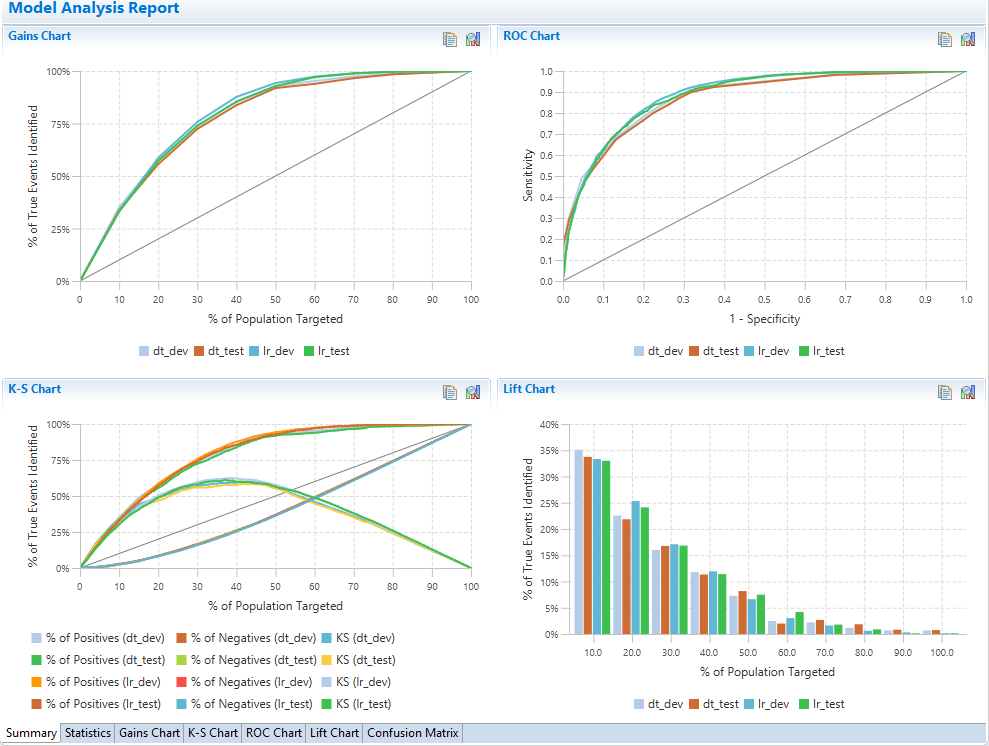 Model Analysis Report
Gains Chart
100%
75%
50%
25%
0%
% of True Events Identified
0 10 20 30 40 50 60 70 80 90 100
% of Population Targeted
dt_dev dt_test lr_dev lr_test
ROC Chart
1.0
0.9
0.8
0.7
0.6
0.5
0.4
0.3
0.2
0.1
0.0
Sensitivity
0.0 0.1 0.2 0.3 0.4 0.5 0.6 0.7 0.8 0.9 1.0
1 - Specificity
dt_dev dt_test lr_dev lr_test
K-S Chart
100%
75%
50%
25%
0%
% of True Events Identified
0 10 20 30 40 50 60 70 80 90 100
% of Population Targeted
% of Positives (dt_dev) % of Negatives (dt_dev) KS (dt_dev)
% of Positives (dt_test) % of Negatives (dt_test) KS (dt_test)
% of Positives (lr_dev) % of Negatives (lr_dev) KS (lr_dev)
% of Positives (lr_test) % of Negatives (lr_test) KS (lr_test)
Lift Chart
40%
35%
30%
25%
20%
15%
10%
5%
0%
% of True Events Identified
10.0 20.0 30.0 40.0 50.0 60.0 70.0 80.0 90.0 100.0
% of Population Targeted
dt_dev dt_test lr_dev lr_test
Summary Statistics Gains Chart K-S Chart ROC Chart Lift Chart Confusion Matrix